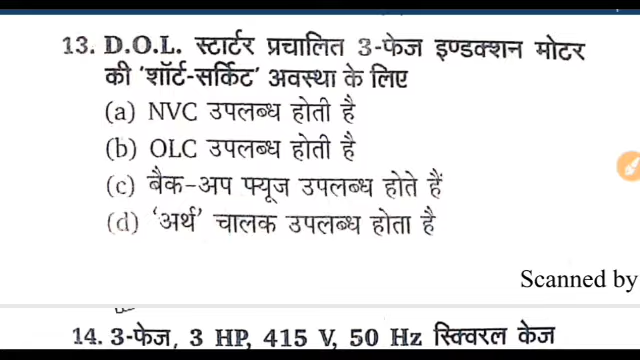 13. D.O.L. स्टार्टर प्रचालित 3-फेज इण्डक्शन मोटर
की ‘शॉर्ट-सर्किट’ अवस्था के लिए
(a) NVC उपलब्ध होती है
(b) OLC उपलब्ध होती है
(c) बैक-अप फ्यूज उपलब्ध होते हैं
(d) ‘अर्थ’ चालक उपलब्ध होता है
Scanned by
14. 3-फेज, 3 HP, 415 V, 50 Hz स्क्विरल केज